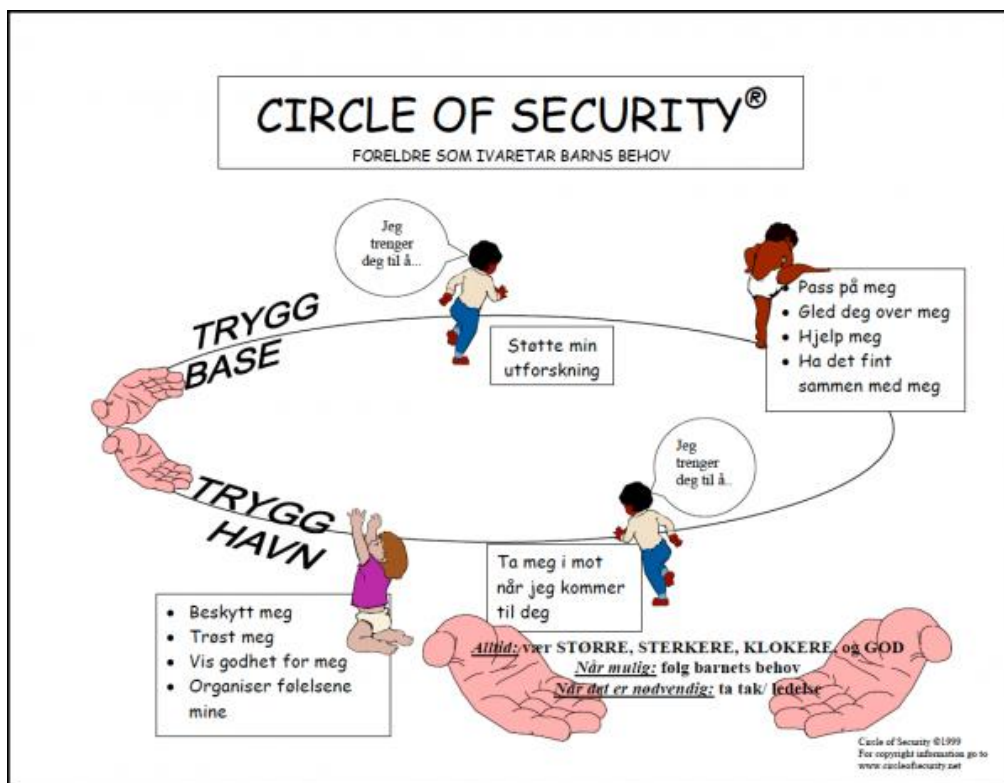 CIRCLE OF SECURITY®
FORELDRE SOM IVARETAR BARNS BEHOV
Jeg
trenger
deg til å...
TRYGG
BASE
Støtte min
utforskning
• Pass på meg
• Gled deg over meg
• Hjelp meg
• Ha det fint
sammen med meg
Jeg
trenger
deg til å..
TRYGG
HAVN
Ta meg i mot
når jeg kommer
til deg
• Beskytt meg
• Trøst meg
• Vis godhet for meg
• Organiser følelsene
mine
Alltid: vær STØRRE, STERKERE, KLOKERE, og GOD
Når mulig: følg barnets behov
Når det er nødvendig: ta tak/ ledelse
Circle of Security ©1999
For copyright information go to
www.circleofsecurity.net